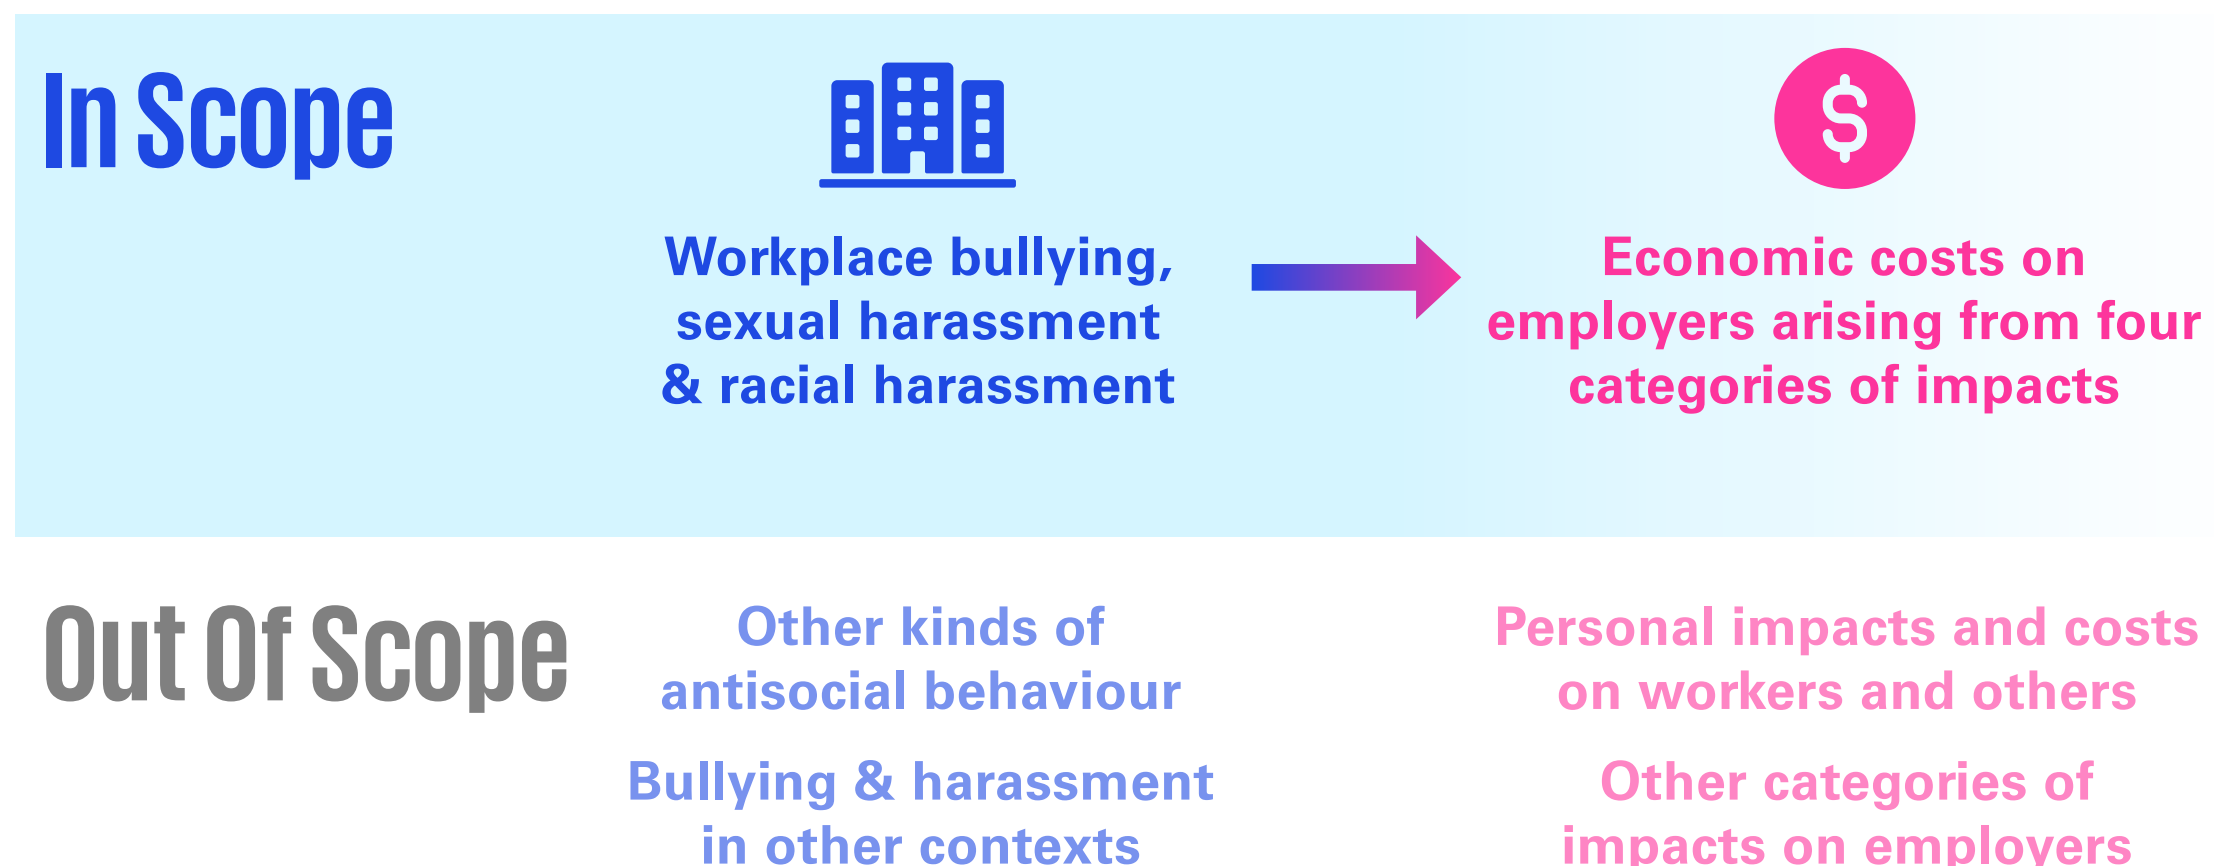 In Scope
$
Workplace bullying,
sexual harassment
& racial harassment
Economic costs on
employers arising from four
categories of impacts
Out Of Scope
Other kinds of
antisocial behaviour
Bullying & harassment
in other contexts
Personal impacts and costs
on workers and others
Other categories of
impacts on employers